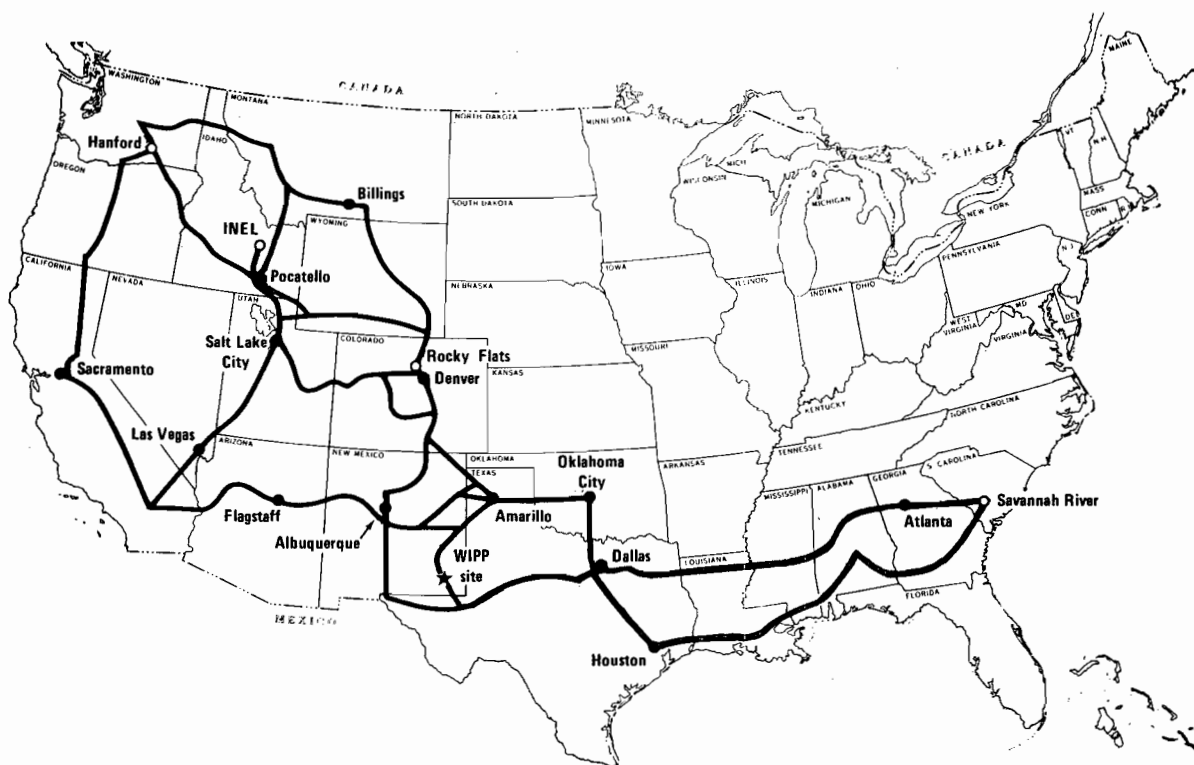 CANADA
WASHINGTON
MONTANA
NORTH DAKOTA
MINNESOTA
MAINE
Hanford
IDAHO
OREGON
VT
N.H.
CANADA
MICH
WISCONSIN
MICHIGAN
MASS
CONN
NEW YORK
Billings
SOUTH DAKOTA
WYOMING
INEL
PENNSYLVANIA
N.J.
CALIFORNIA
NEVADA
Pocatello
IOWA
NEBRASKA
ILLINOIS
INDIANA
OHIO
MD
DEL
UTAH
WEST
VIRGINIA
VIRGINIA
Salt Lake
City
COLORADO
MISSOURI
Rocky Flats
Denver
KANSAS
Sacramento
KENTUCKY
NORTH CAROLINA
Las Vegas
ARIZONA
NEW MEXICO
OKLAHOMA
TEXAS
Oklahoma
City
ARKANSAS
TENNESSEE
S. CAROLINA
MISSISSIPPI
ALABAMA
GEORGIA
Savannah River
Flagstaff
Amarillo
Atlanta
Albuquerque
WIPP
site
Dallas
LOUISIANA
FLORIDA
MEXICO
Houston